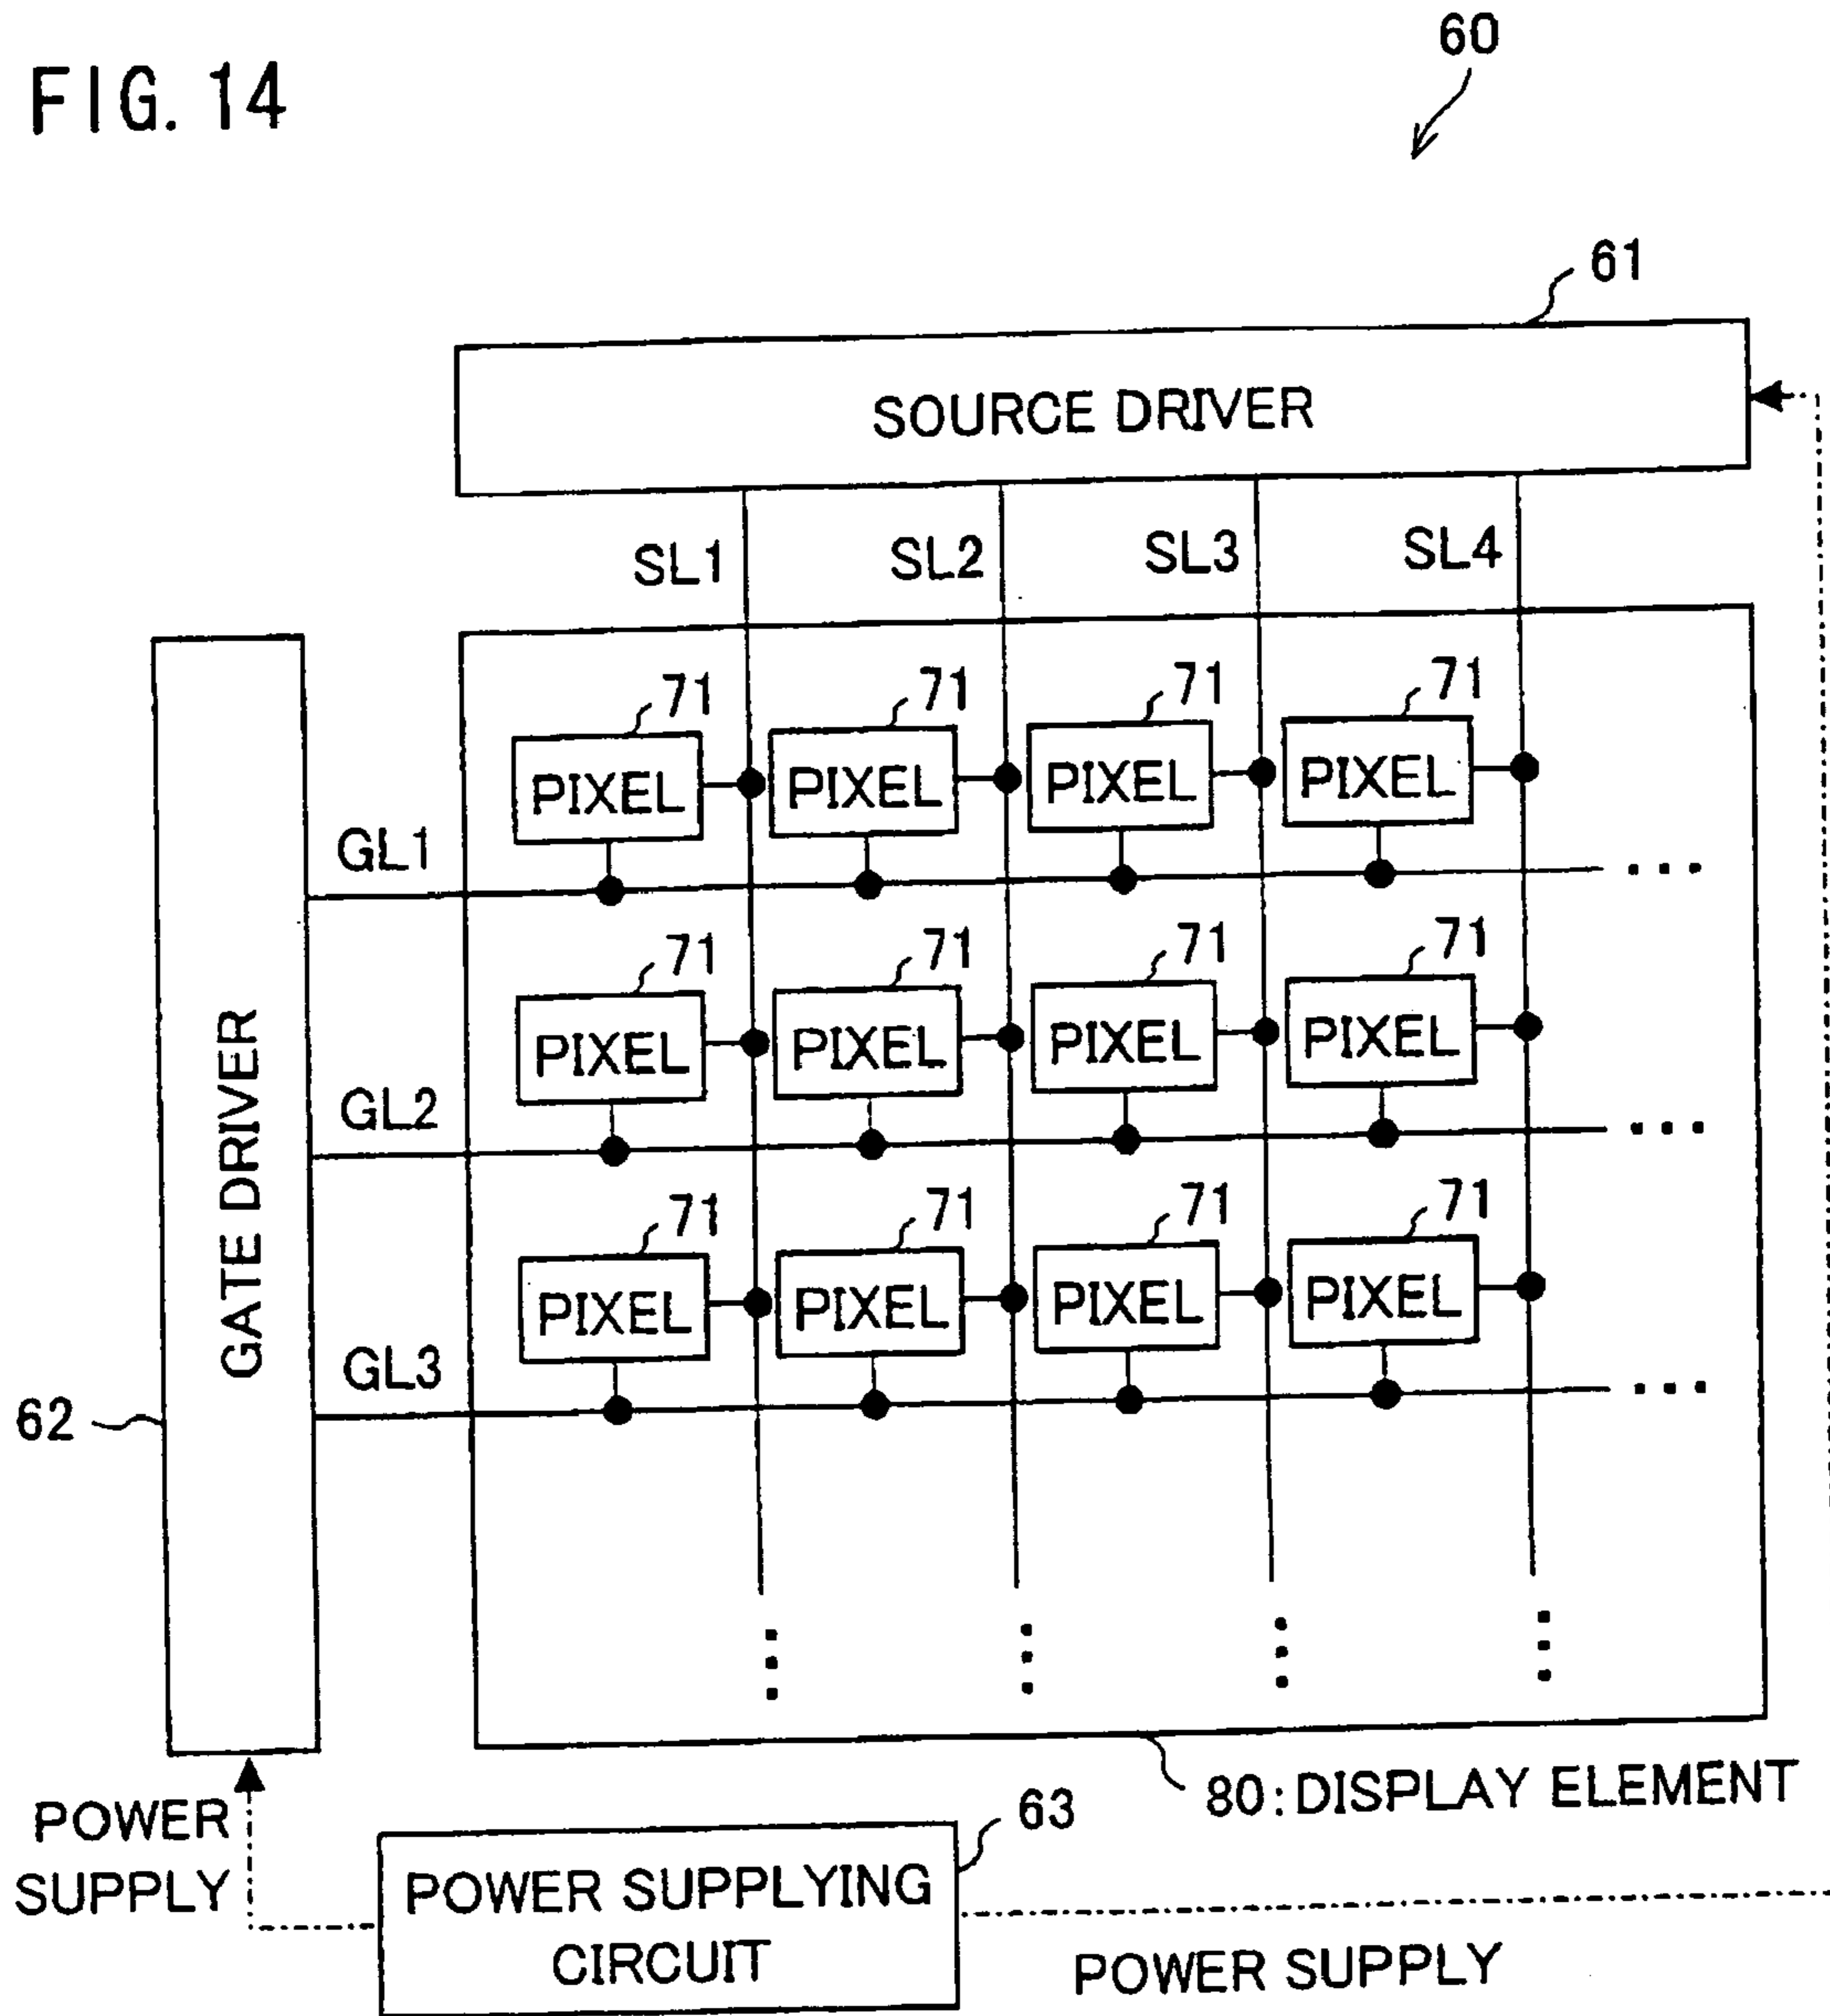 FIG. 14
60
61
SOURCE DRIVER
SL1 SL2 SL3 SL4
71 71 71 71
PIXEL PIXEL PIXEL PIXEL
GL1
71 71 71 71
PIXEL PIXEL PIXEL PIXEL
GL2
71 71 71 71
PIXEL PIXEL PIXEL PIXEL
GL3
GATE DRIVER
62
80: DISPLAY ELEMENT
POWER
SUPPLY
63
POWER SUPPLYING
CIRCUIT
POWER SUPPLY